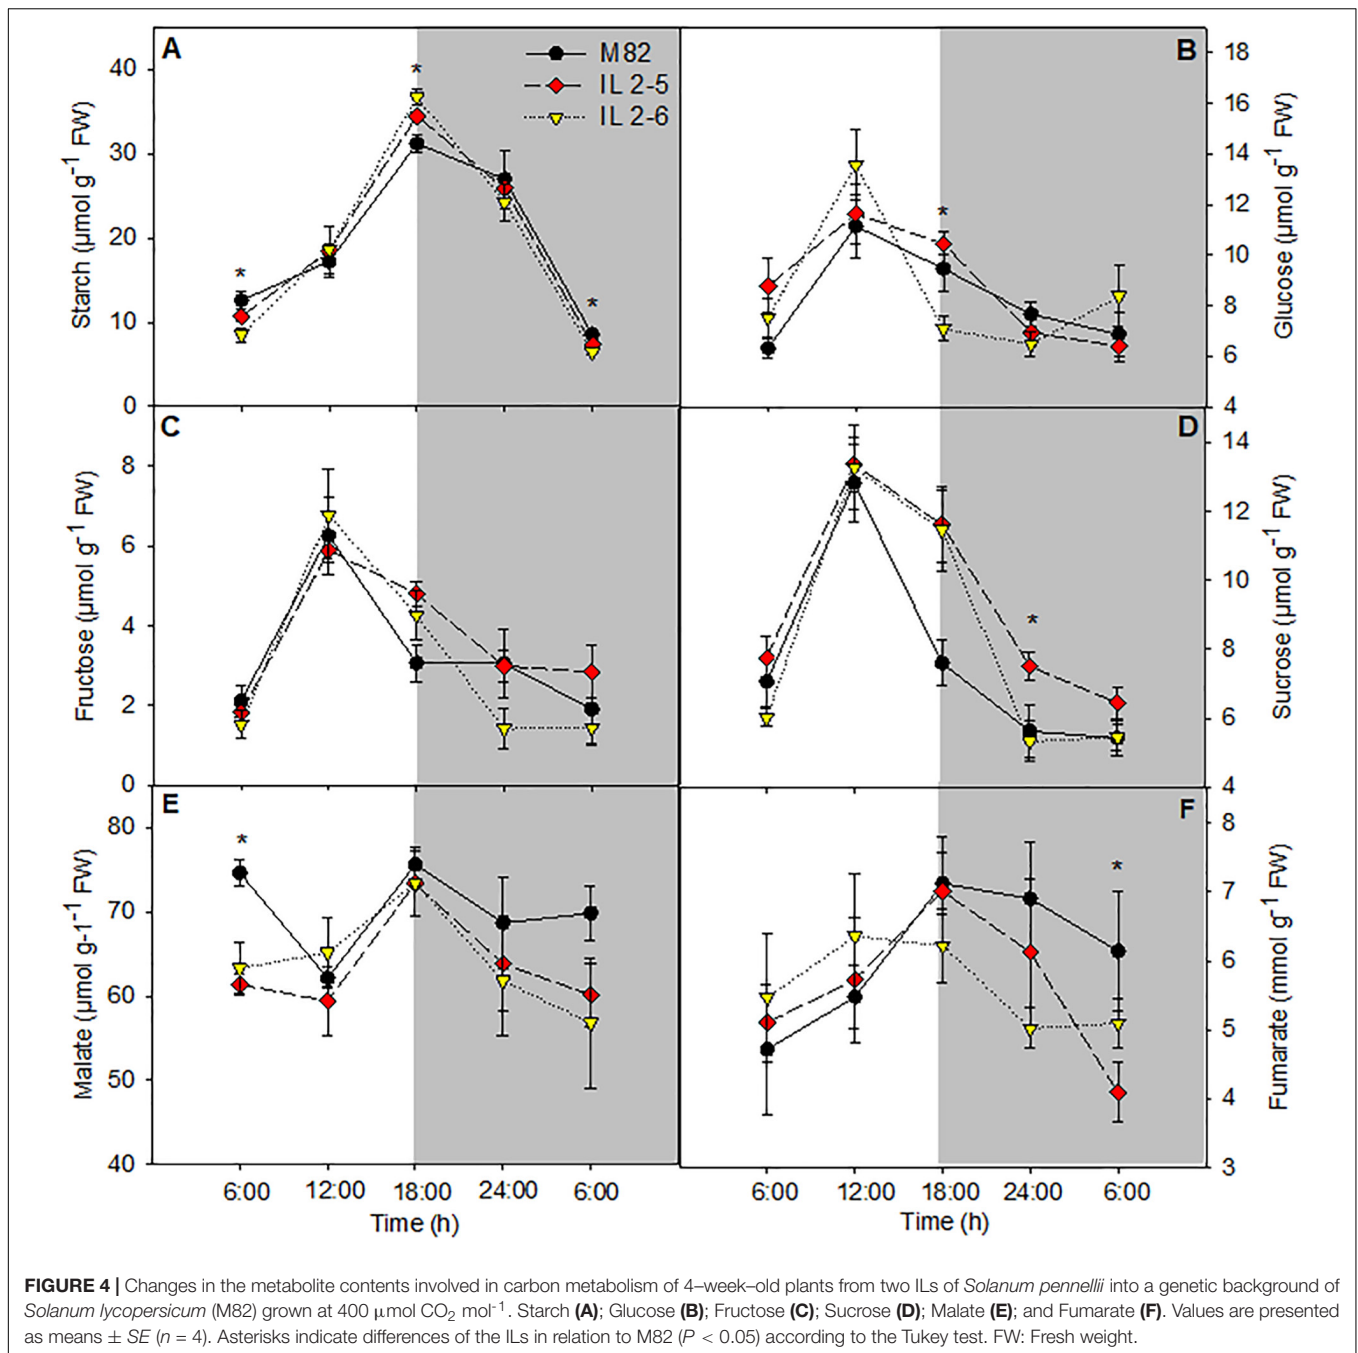 A
M82
IL 2-5
IL 2-6
B
40
30
20
10
0
Starch (µmol g⁻¹ FW)
*
*
*
18
16
14
12
10
8
6
4
Glucose (µmol g⁻¹ FW)
*
C
8
6
4
2
0
Fructose (µmol g⁻¹ FW)
D
14
12
10
8
6
4
Sucrose (µmol g⁻¹ FW)
*
E
80
70
60
50
40
Malate (µmol g-1⁻¹ FW)
*
F
8
7
6
5
4
3
Fumarate (nmol g⁻¹ FW)
*
6:00 12:00 18:00 24:00 6:00
Time (h)
6:00 12:00 18:00 24:00 6:00
Time (h)
FIGURE 4 | Changes in the metabolite contents involved in carbon metabolism of 4–week–old plants from two ILs of Solanum pennellii into a genetic background of
Solanum lycopersicum (M82) grown at 400 µmol CO₂ mol⁻¹. Starch (A); Glucose (B); Fructose (C); Sucrose (D); Malate (E); and Fumarate (F). Values are presented
as means ± SE (n = 4). Asterisks indicate differences of the ILs in relation to M82 (P < 0.05) according to the Tukey test. FW: Fresh weight.